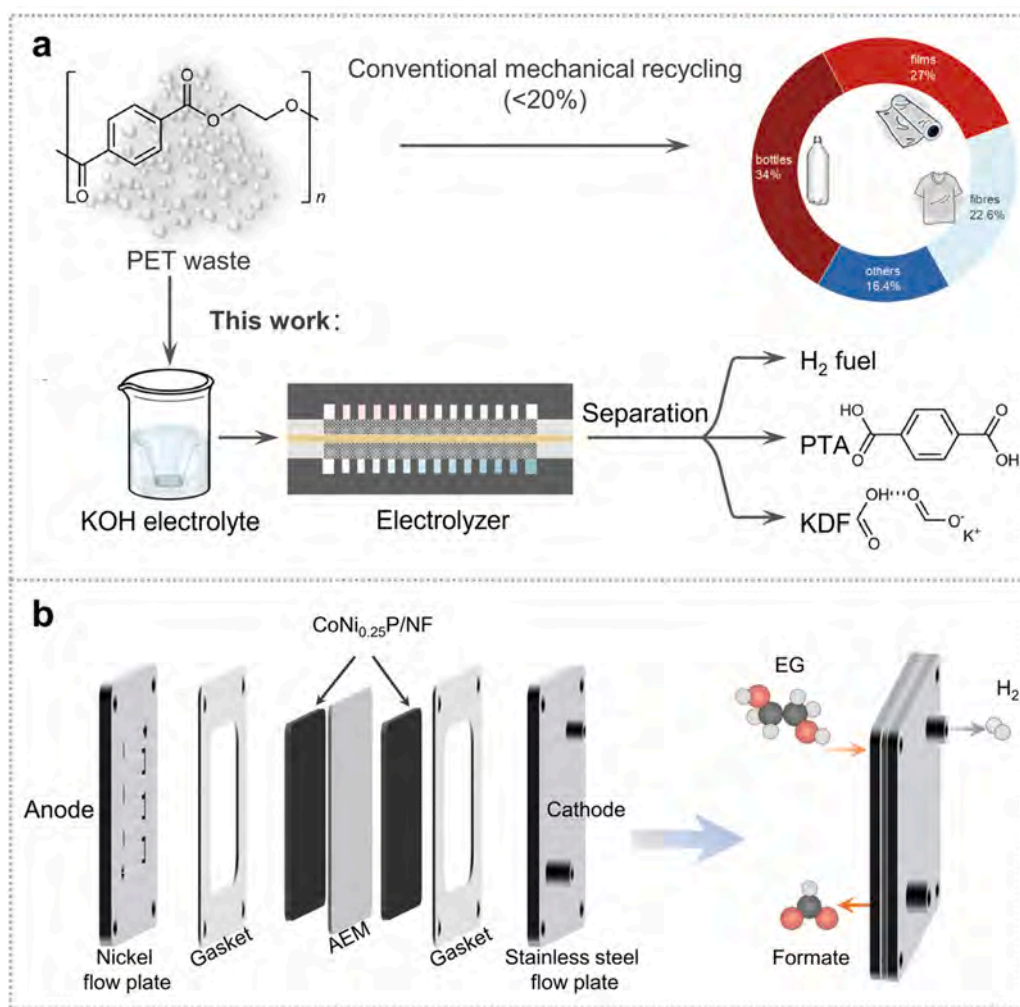 a
Conventional mechanical recycling
(<20%)
O
O
O
O
n
PET waste
films
27%
bottles
34%
fibres
22.6%
others
16.4%
This work:
KOH electrolyte
Electrolyzer
Separation
H₂ fuel
PTA
HO
O
O
OH
KDF
OH
O
O
O⁻
K⁺
b
CoNi₀.₂₅P/NF
Anode
Cathode
Nickel
flow plate
Gasket
AEM
Gasket
Stainless steel
flow plate
EG
H₂
Formate